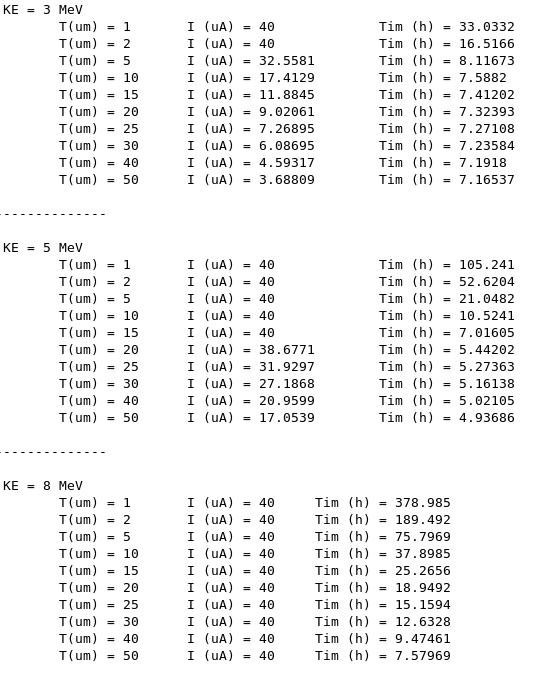 KE = 3 MeV
T(um) = 1 I (uA) = 40 Tim (h) = 33.0332
T(um) = 2 I (uA) = 40 Tim (h) = 16.5166
T(um) = 5 I (uA) = 32.5581 Tim (h) = 8.11673
T(um) = 10 I (uA) = 17.4129 Tim (h) = 7.5882
T(um) = 15 I (uA) = 11.8845 Tim (h) = 7.41202
T(um) = 20 I (uA) = 9.02061 Tim (h) = 7.32393
T(um) = 25 I (uA) = 7.26895 Tim (h) = 7.27108
T(um) = 30 I (uA) = 6.08695 Tim (h) = 7.23584
T(um) = 40 I (uA) = 4.59317 Tim (h) = 7.1918
T(um) = 50 I (uA) = 3.68809 Tim (h) = 7.16537
--------------
KE = 5 MeV
T(um) = 1 I (uA) = 40 Tim (h) = 105.241
T(um) = 2 I (uA) = 40 Tim (h) = 52.6204
T(um) = 5 I (uA) = 40 Tim (h) = 21.0482
T(um) = 10 I (uA) = 40 Tim (h) = 10.5241
T(um) = 15 I (uA) = 40 Tim (h) = 7.01605
T(um) = 20 I (uA) = 38.6771 Tim (h) = 5.44202
T(um) = 25 I (uA) = 31.9297 Tim (h) = 5.27363
T(um) = 30 I (uA) = 27.1868 Tim (h) = 5.16138
T(um) = 40 I (uA) = 20.9599 Tim (h) = 5.02105
T(um) = 50 I (uA) = 17.0539 Tim (h) = 4.93686
--------------
KE = 8 MeV
T(um) = 1 I (uA) = 40 Tim (h) = 378.985
T(um) = 2 I (uA) = 40 Tim (h) = 189.492
T(um) = 5 I (uA) = 40 Tim (h) = 75.7969
T(um) = 10 I (uA) = 40 Tim (h) = 37.8985
T(um) = 15 I (uA) = 40 Tim (h) = 25.2656
T(um) = 20 I (uA) = 40 Tim (h) = 18.9492
T(um) = 25 I (uA) = 40 Tim (h) = 15.1594
T(um) = 30 I (uA) = 40 Tim (h) = 12.6328
T(um) = 40 I (uA) = 40 Tim (h) = 9.47461
T(um) = 50 I (uA) = 40 Tim (h) = 7.57969